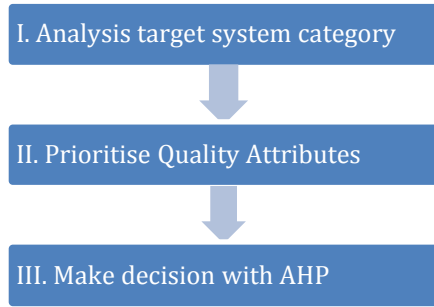 I. Analysis target system category
II. Prioritise Quality Attributes
III. Make decision with AHP